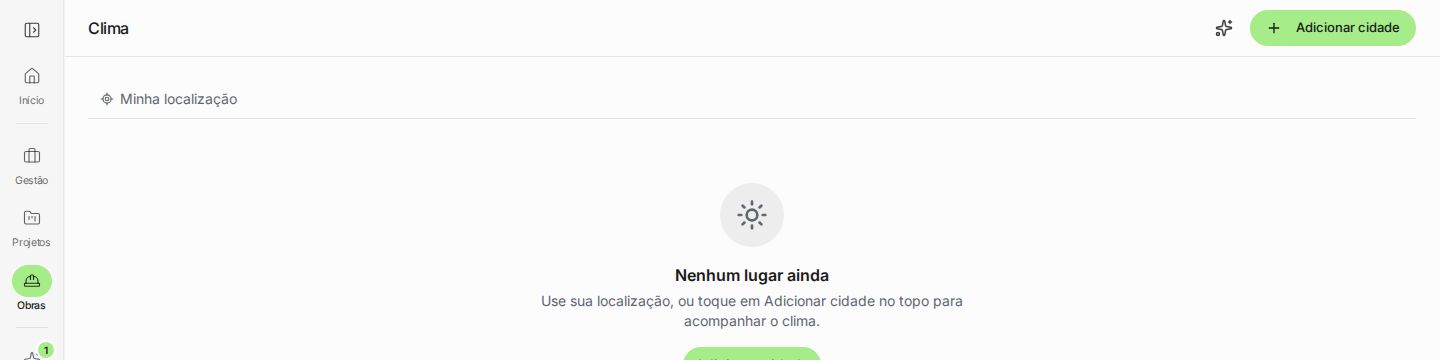 Clima
Adicionar cidade
Início
Minha localização
Gestão
Projetos
Obras
1
Nenhum lugar ainda
Use sua localização, ou toque em Adicionar cidade no topo para
acompanhar o clima.